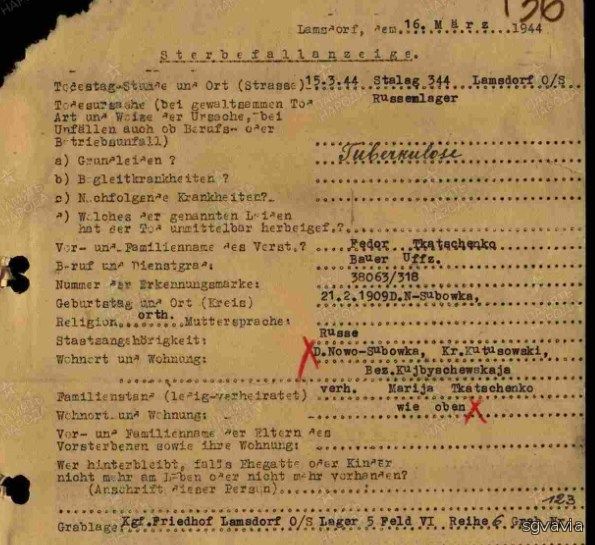 136
Lamsdorf, dem 16. März 1944
Sterbefallanzeige.
Todestag-Stunde und Ort (Strasse) 15.3.44 Stalag 344 Lamsdorf O/S
Todesursache (bei gewaltsamen Tod Russenlager
Art und Weise der Ursache, bei
Unfällen auch ob Berufs- oder
Betriebsunfall)
a) Grundleiden ? Tuberkulose
b) Begleitkrankheiten ?
c) Nachfolgende Krankheiten?
d) Welches der genannten Leiden
hat der Tod unmittelbar herbeigef.?
Vor- und Familienname des Verst.? Fedor Tkatschenko
Beruf und Dienstgrad: Bauer Uffz.
Nummer der Erkennungsmarke: 38063/318
Geburtstag und Ort (Kreis) 21.2.1909 D.N-Subowka,
Religion orth. Muttersprache:
Staatsangehörigkeit: Russe
Wohnort und Wohnung: D.Nowo-Subowka, Kr.Kutusowski,
Bez.Kujbyschewskaja
Familienstand (ledig-verheiratet) verh. Marija Tkatschenko
Wohnort und Wohnung: wie oben
Vor- und Familienname der Eltern des
Vorsterbenen sowie ihre Wohnung:
Wer hinterbleibt, falls Ehegatte oder Kinder
nicht mehr am Leben oder nicht mehr vorhanden?
(Anschrift dieser Person)
123
Grablage: Kgf.Friedhof Lamsdorf O/S Lager 5 Feld VI Reihe 6
sgvavia